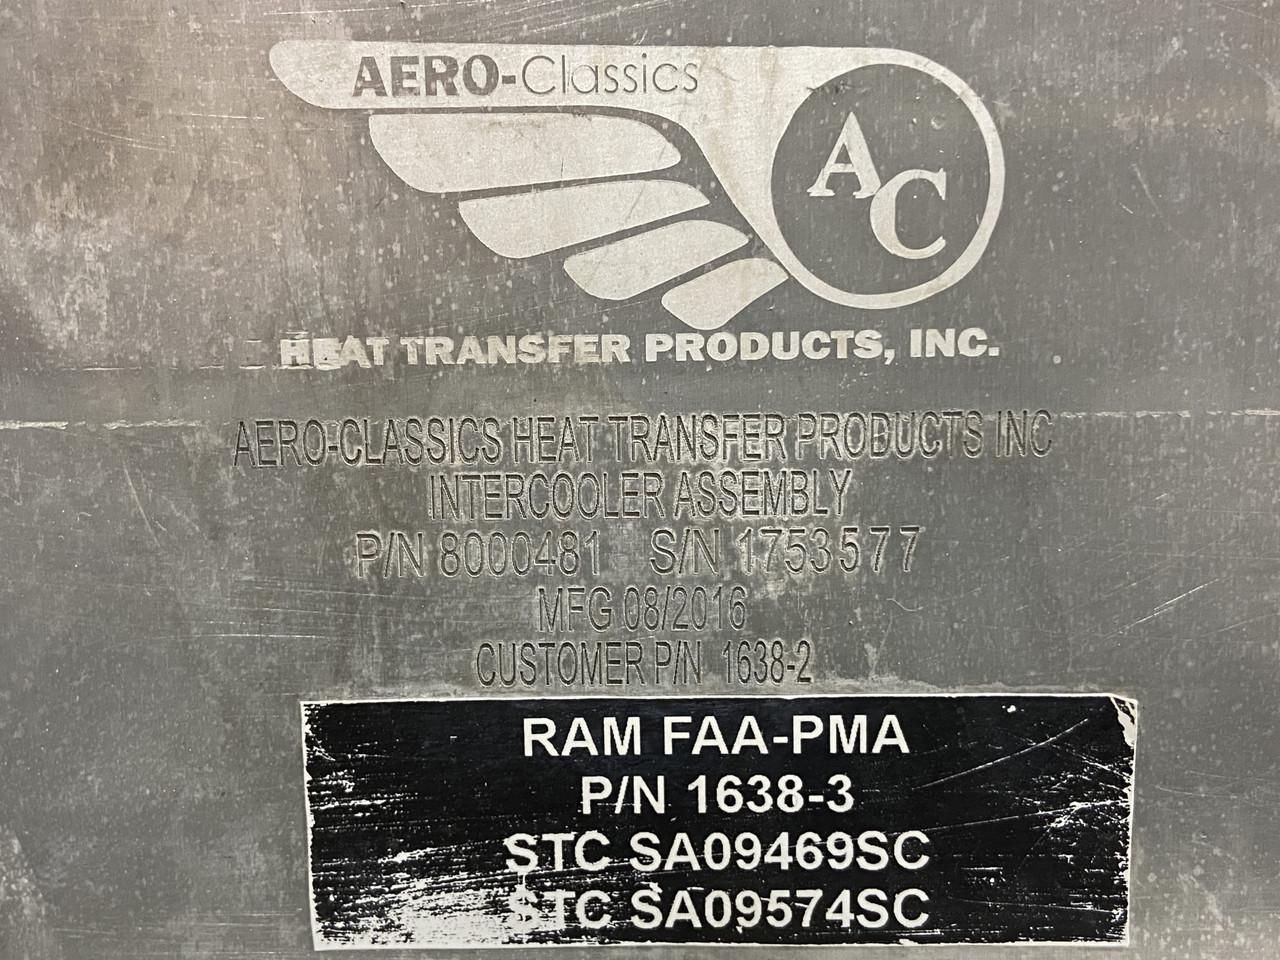 AERO-Classics
AC
HEAT TRANSFER PRODUCTS, INC.
AERO-CLASSICS HEAT TRANSFER PRODUCTS INC
INTERCOOLER ASSEMBLY
P/N 8000481 S/N 1753577
MFG 08/2016
CUSTOMER P/N 1638-2
RAM FAA-PMA
P/N 1638-3
STC SA09469SC
STC SA09574SC